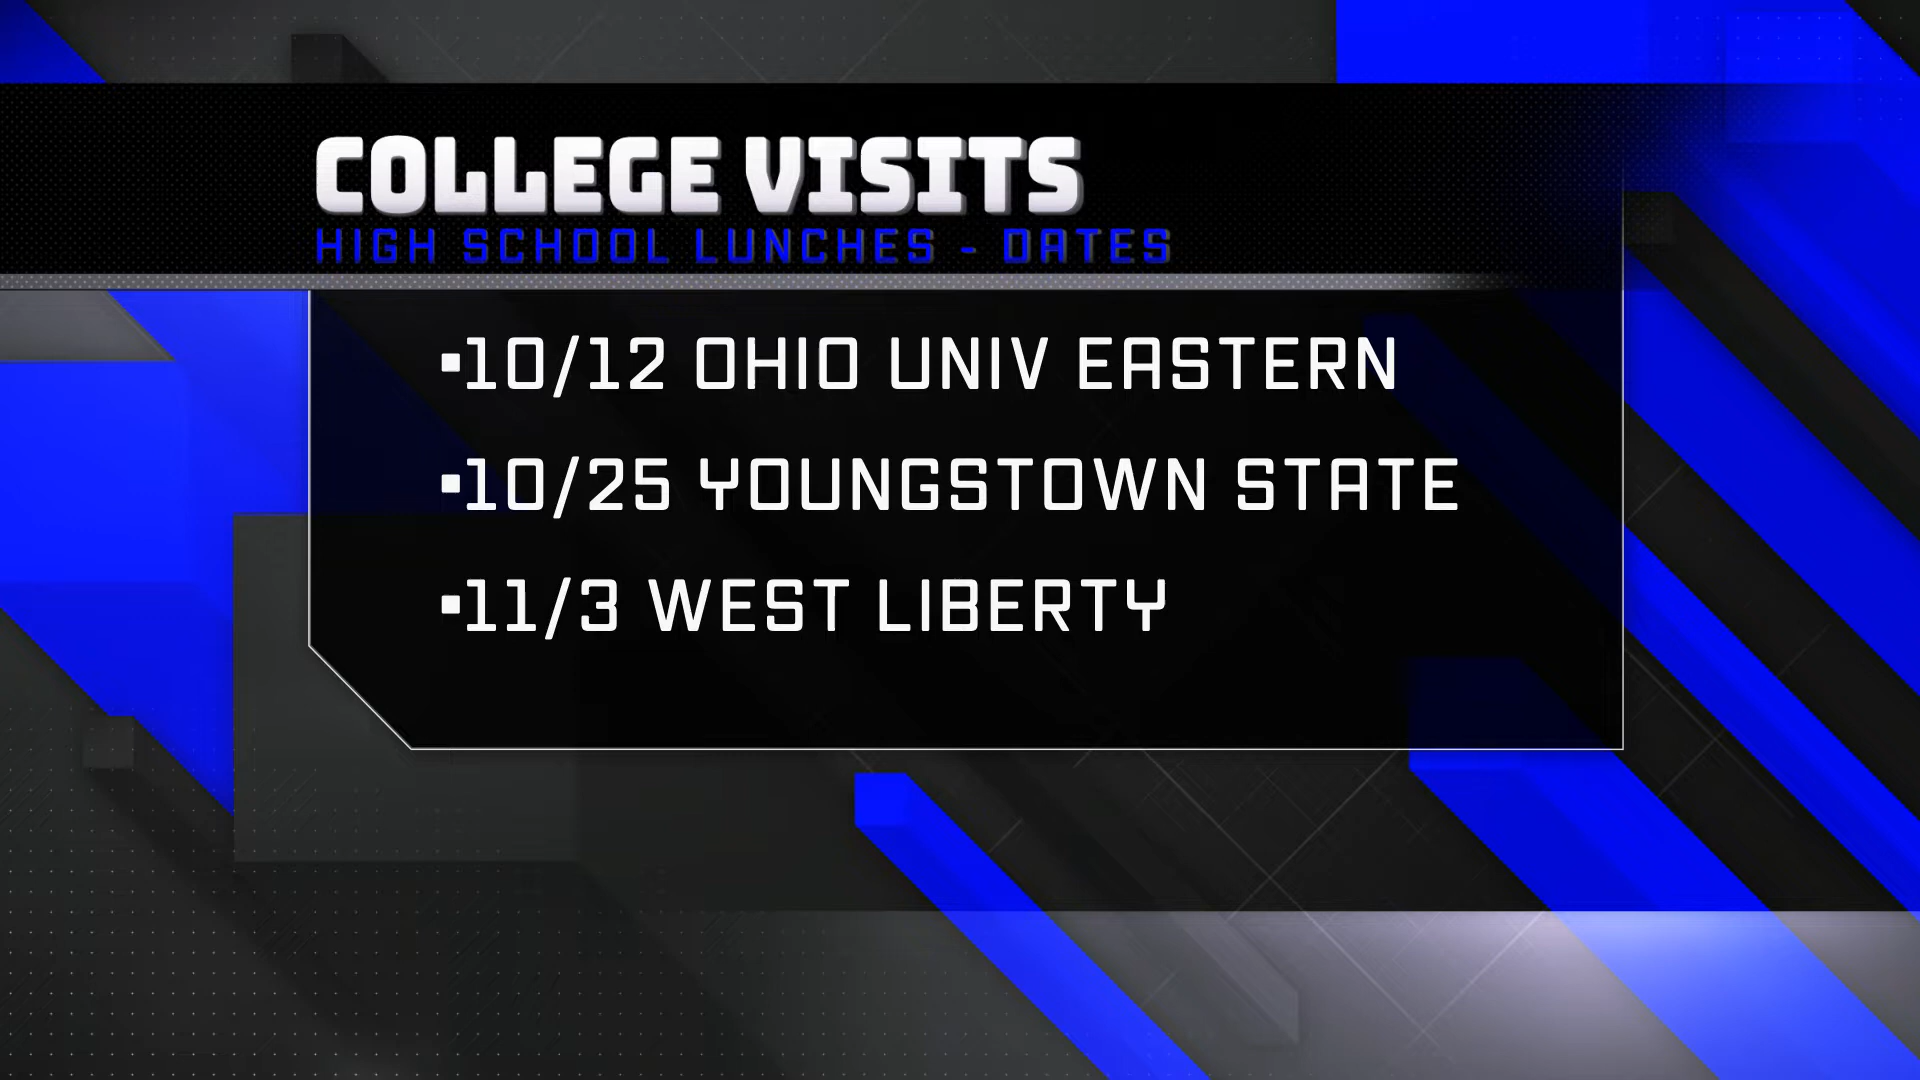 COLLEGE VISITS
HIGH SCHOOL LUNCHES - DATES
▪10/12 OHIO UNIV EASTERN
▪10/25 YOUNGSTOWN STATE
▪11/3 WEST LIBERTY